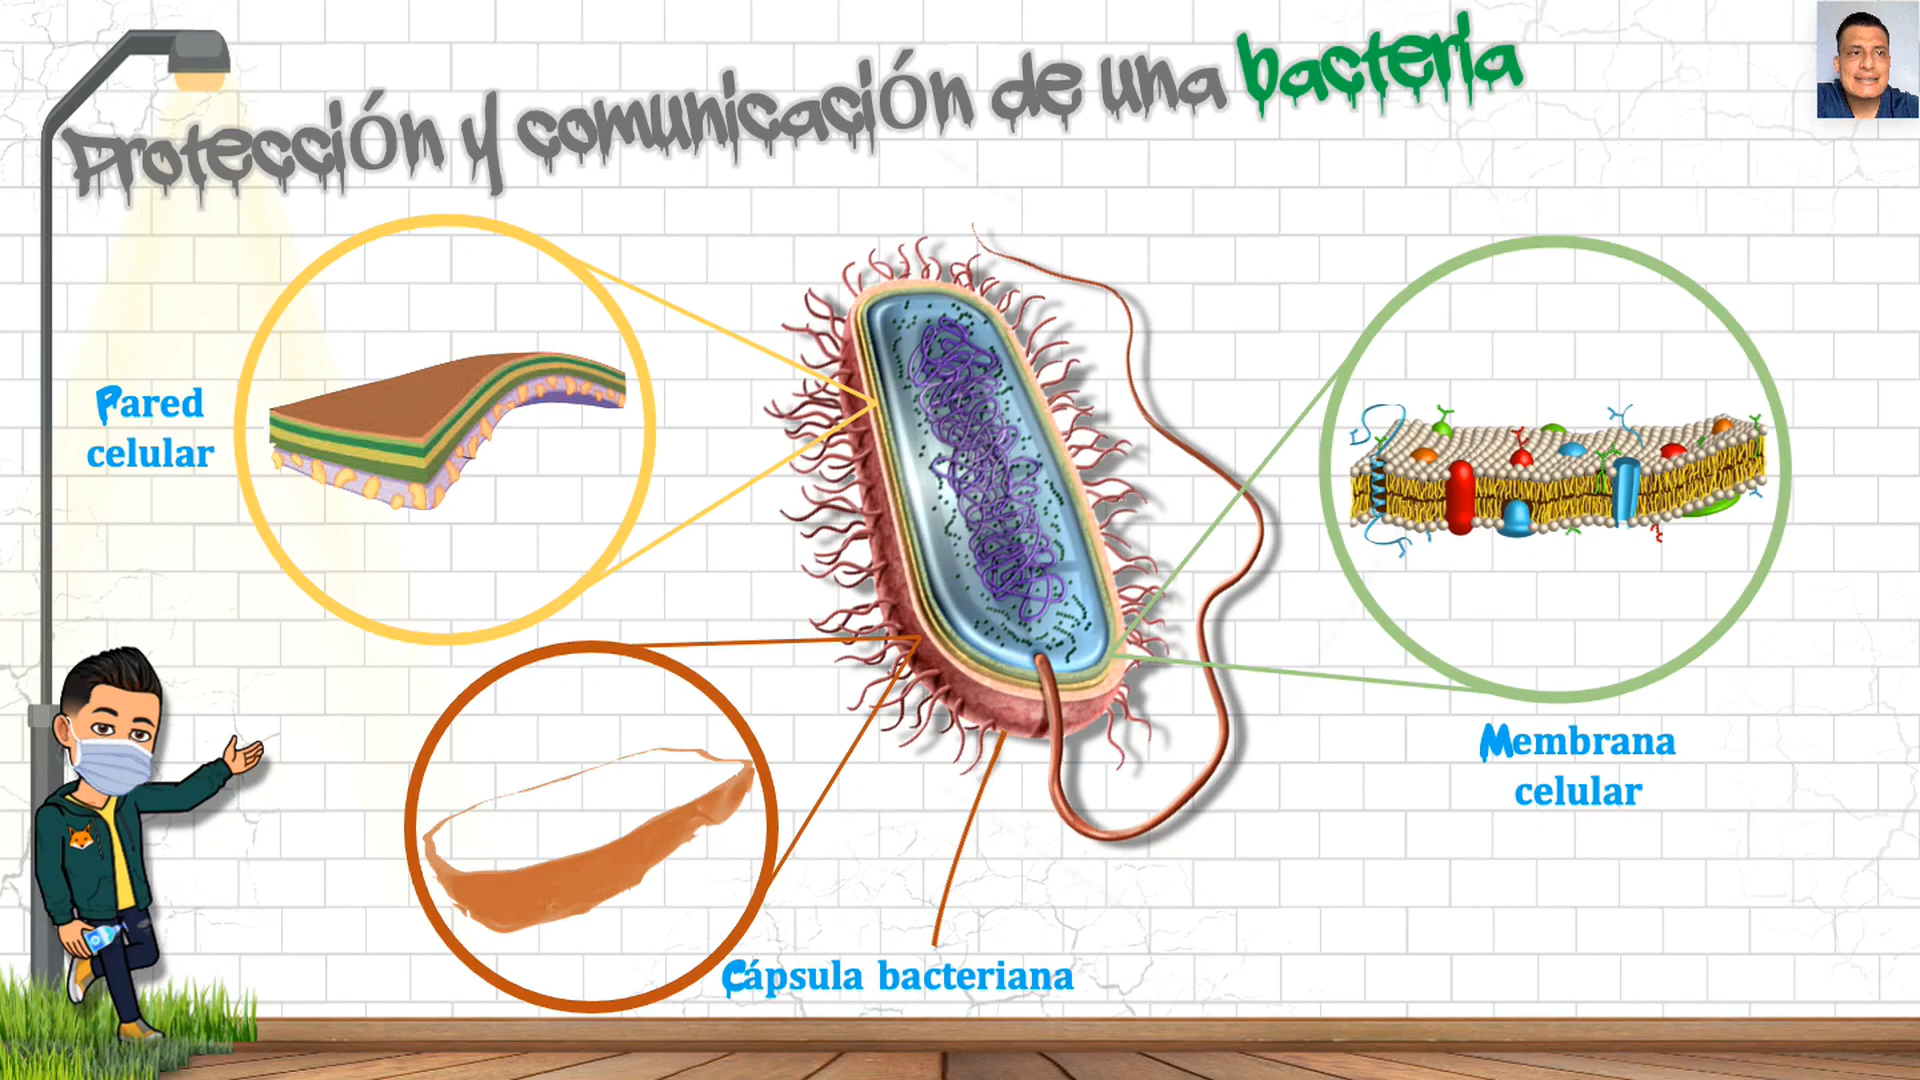 Protección y comunicación de una bacteria
Pared
celular
Membrana
celular
Cápsula bacteriana